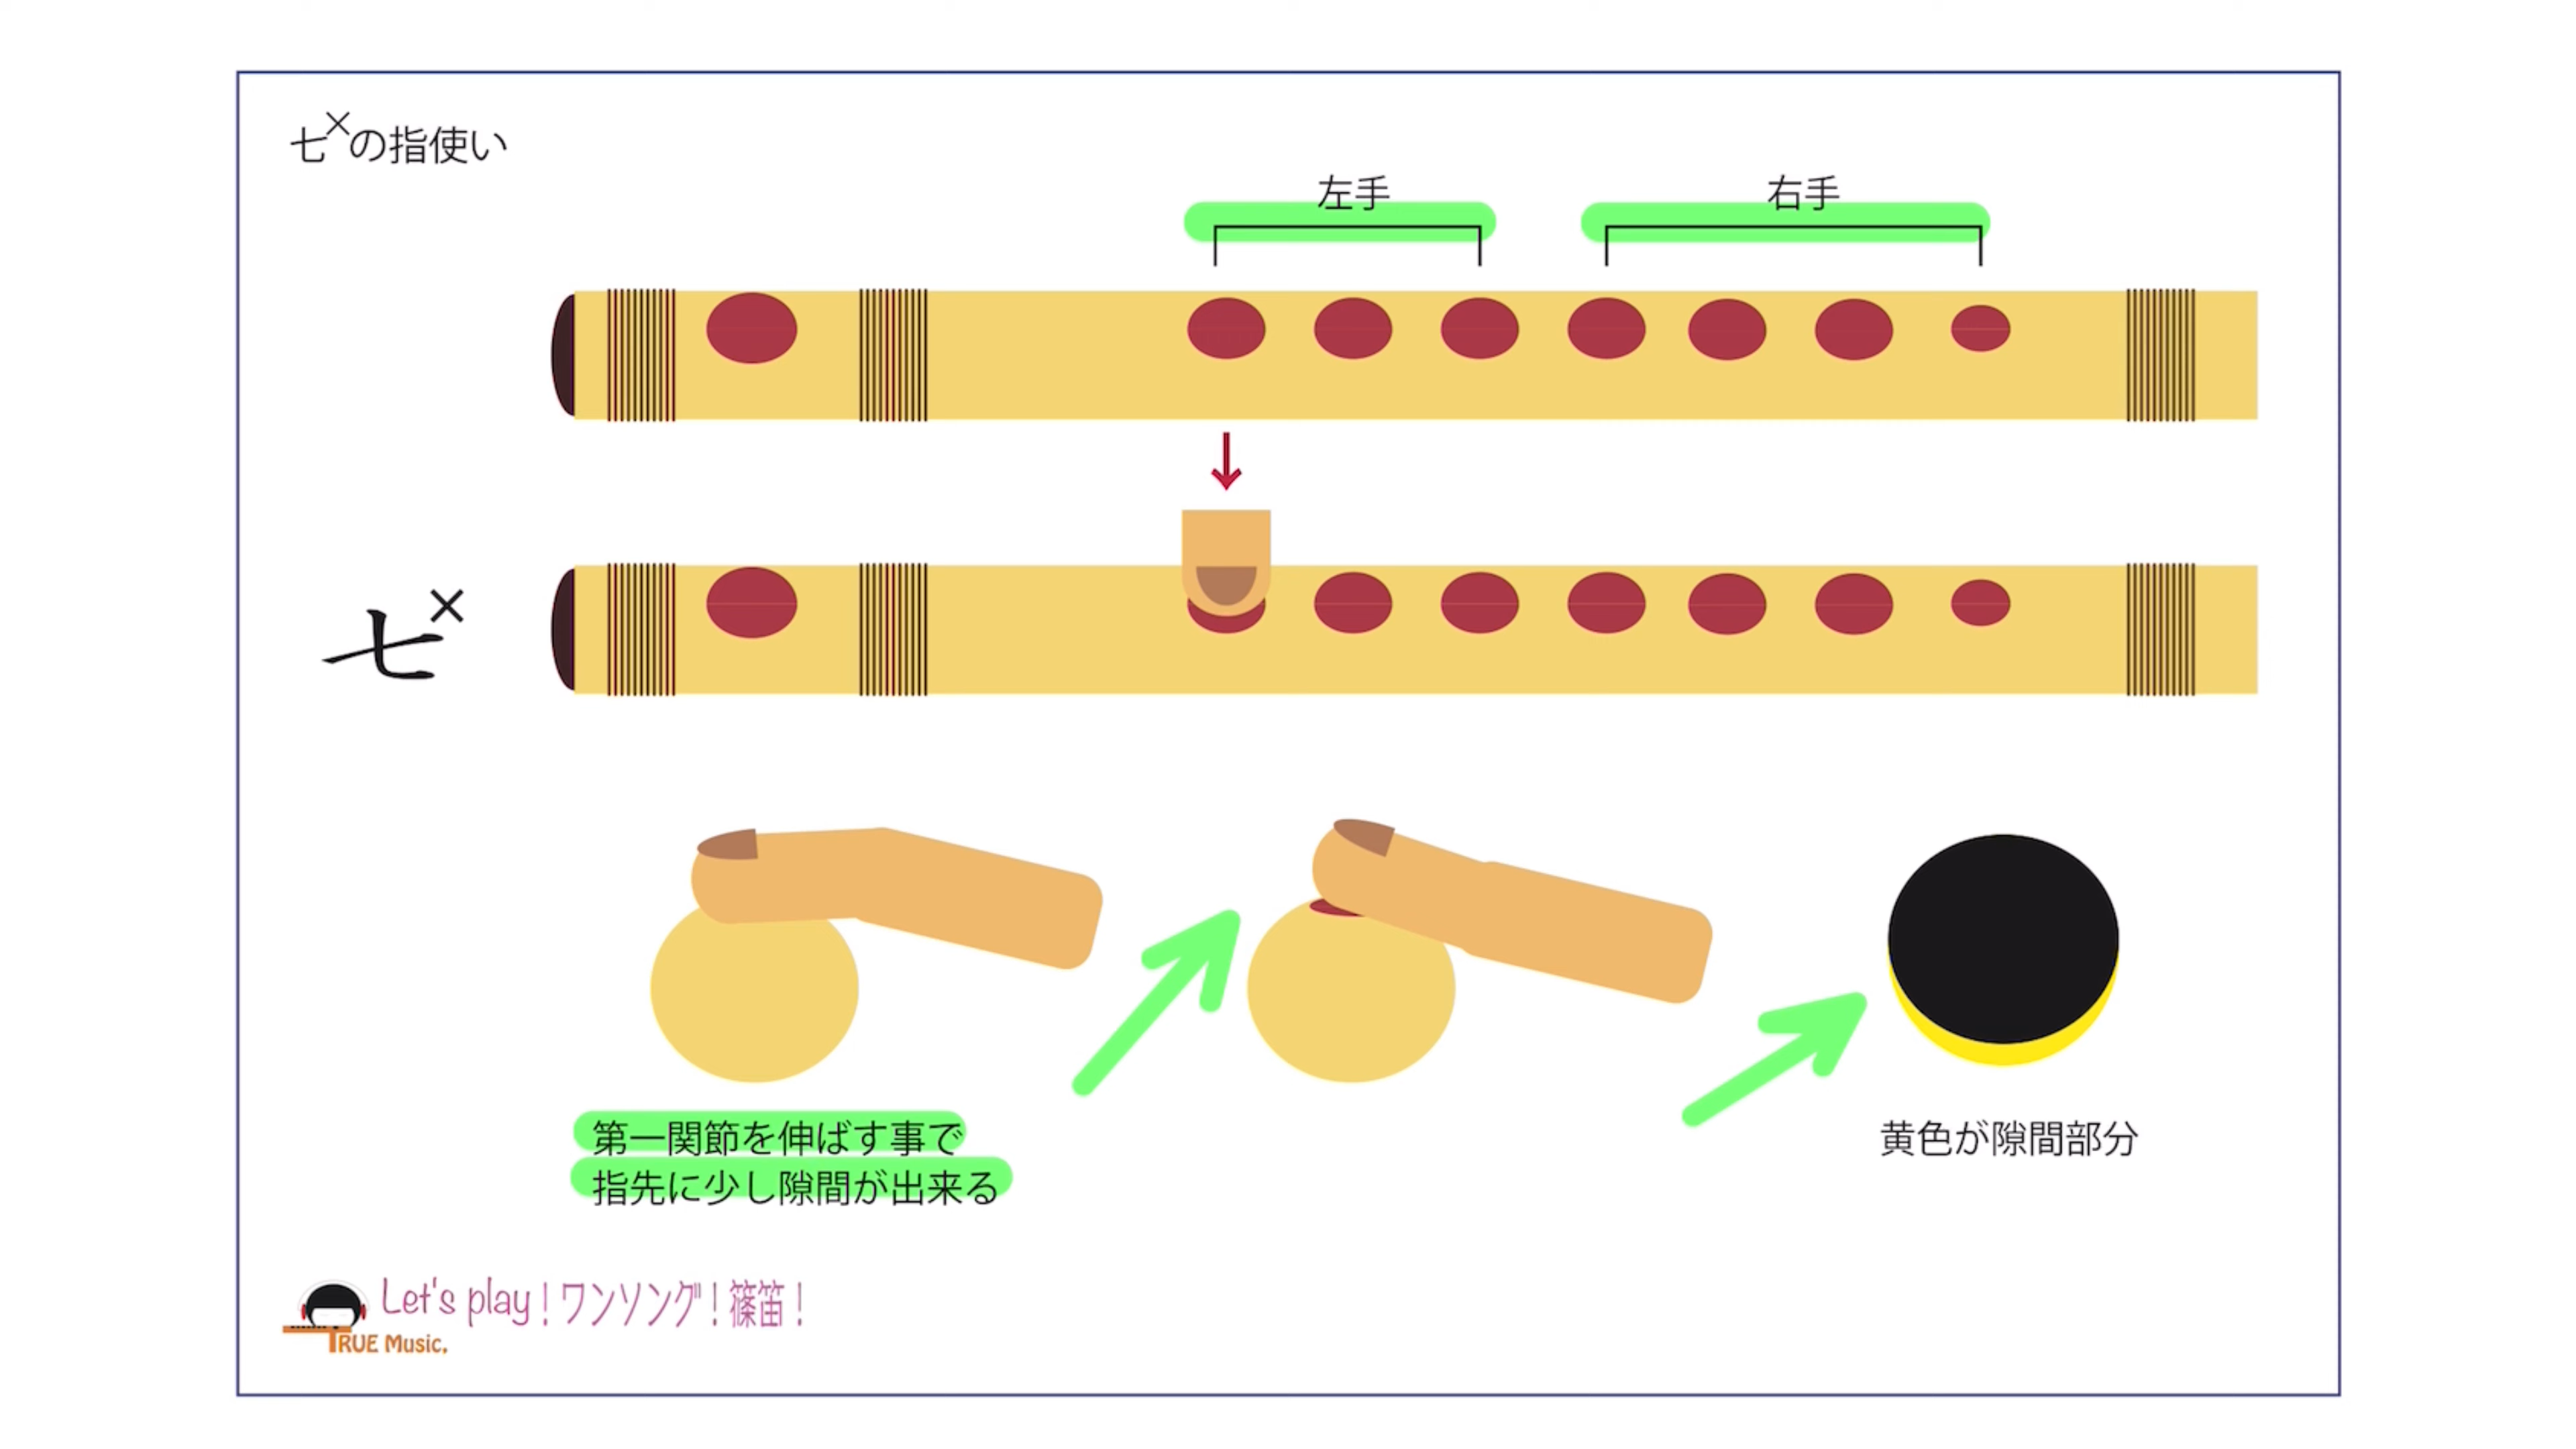 七×の指使い
左手
右手
七×
第一関節を伸ばす事で
指先に少し隙間が出来る
黄色が隙間部分
Let's play！ワンソング！篠笛！
TRUE Music.